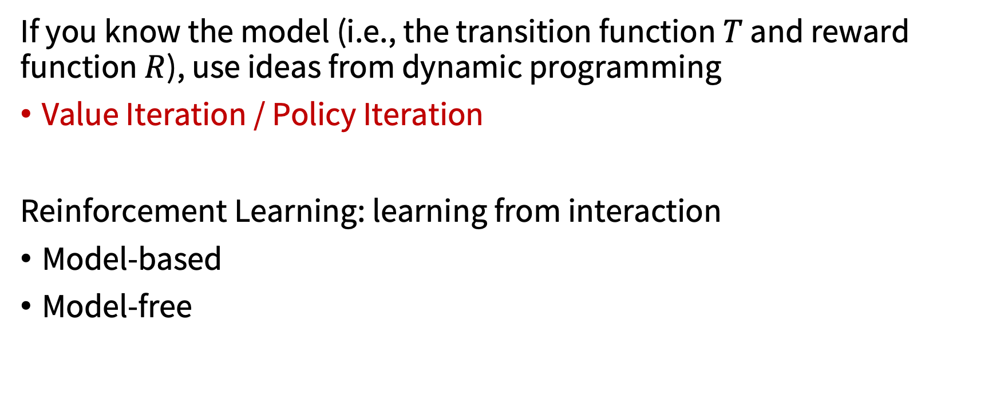 If you know the model (i.e., the transition function T and reward
function R), use ideas from dynamic programming
• Value Iteration / Policy Iteration
Reinforcement Learning: learning from interaction
• Model-based
• Model-free